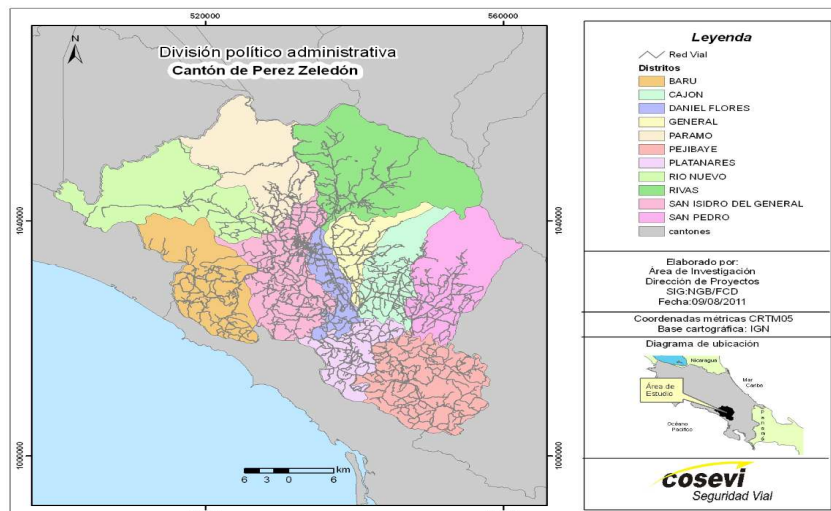 520000
560000
N
División político administrativa
Cantón de Perez Zeledón
1040000
1000000
1040000
1000000
6 3 0 6 km
Leyenda
Red Vial
Distritos
BARU
CAJON
DANIEL FLORES
GENERAL
PARAMO
PEJIBAYE
PLATANARES
RIO NUEVO
RIVAS
SAN ISIDRO DEL GENERAL
SAN PEDRO
cantones
Elaborado por:
Área de Investigación
Dirección de Proyectos
SIG:NGB/FCD
Fecha:09/08/2011
Coordenadas métricas CRTM05
Base cartográfica: IGN
Diagrama de ubicación
Nicaragua
Mar
Caribe
Área de
Estudio
Océano
Pacífico
Panamá
cosevi
Seguridad Vial